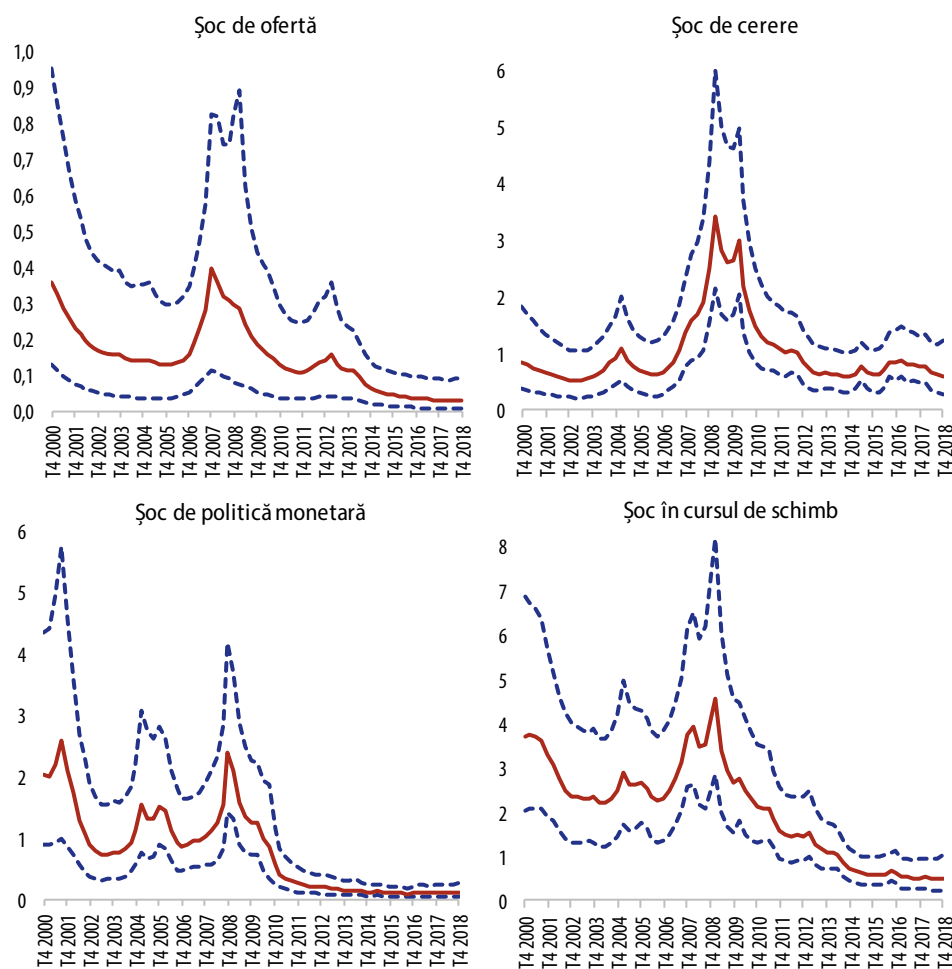 Șoc de ofertă
1,0
0,9
0,8
0,7
0,6
0,5
0,4
0,3
0,2
0,1
0,0
T4 2000
T4 2001
T4 2002
T4 2003
T4 2004
T4 2005
T4 2006
T4 2007
T4 2008
T4 2009
T4 2010
T4 2011
T4 2012
T4 2013
T4 2014
T4 2015
T4 2016
T4 2017
T4 2018
Șoc de cerere
6
5
4
3
2
1
0
T4 2000
T4 2001
T4 2002
T4 2003
T4 2004
T4 2005
T4 2006
T4 2007
T4 2008
T4 2009
T4 2010
T4 2011
T4 2012
T4 2013
T4 2014
T4 2015
T4 2016
T4 2017
T4 2018
Șoc de politică monetară
6
5
4
3
2
1
0
T4 2000
T4 2001
T4 2002
T4 2003
T4 2004
T4 2005
T4 2006
T4 2007
T4 2008
T4 2009
T4 2010
T4 2011
T4 2012
T4 2013
T4 2014
T4 2015
T4 2016
T4 2017
T4 2018
Șoc în cursul de schimb
8
7
6
5
4
3
2
1
0
T4 2000
T4 2001
T4 2002
T4 2003
T4 2004
T4 2005
T4 2006
T4 2007
T4 2008
T4 2009
T4 2010
T4 2011
T4 2012
T4 2013
T4 2014
T4 2015
T4 2016
T4 2017
T4 2018